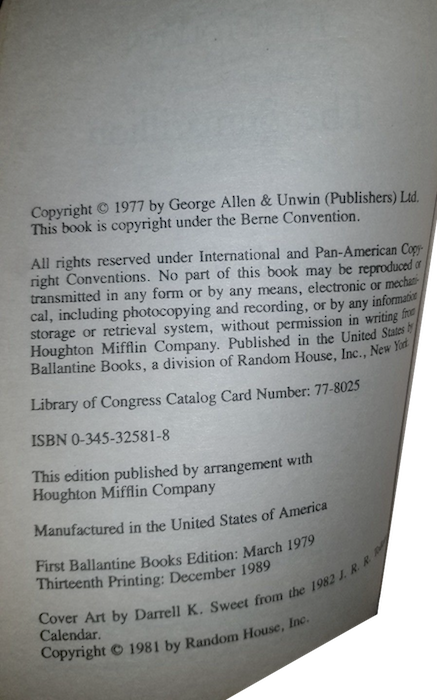 Copyright © 1977 by George Allen & Unwin (Publishers) Ltd.
This book is copyright under the Berne Convention.
All rights reserved under International and Pan-American Copy-
right Conventions. No part of this book may be reproduced or
transmitted in any form or by any means, electronic or mechani-
cal, including photocopying and recording, or by any information
storage or retrieval system, without permission in writing from
Houghton Mifflin Company. Published in the United States by
Ballantine Books, a division of Random House, Inc., New York
Library of Congress Catalog Card Number: 77-8025
ISBN 0-345-32581-8
This edition published by arrangement with
Houghton Mifflin Company
Manufactured in the United States of America
First Ballantine Books Edition: March 1979
Thirteenth Printing: December 1989
Cover Art by Darrell K. Sweet from the 1982 J. R. R.
Calendar.
Copyright © 1981 by Random House, Inc.